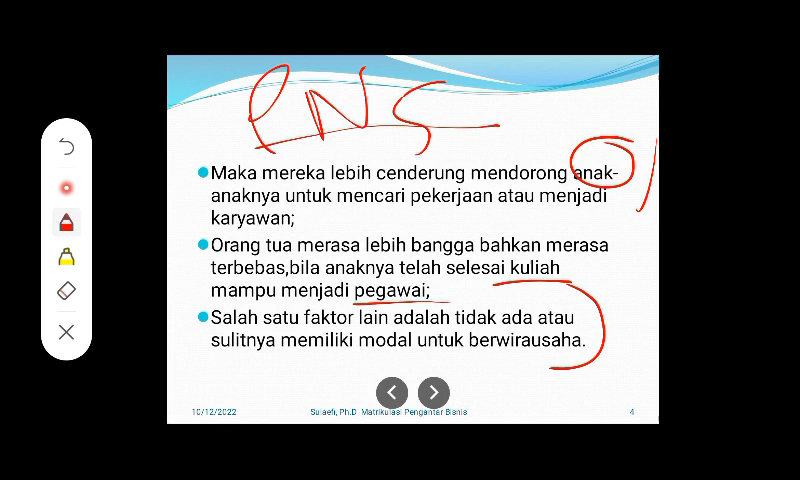 PNS
Maka mereka lebih cenderung mendorong anak-
anaknya untuk mencari pekerjaan atau menjadi
karyawan;
Orang tua merasa lebih bangga bahkan merasa
terbebas,bila anaknya telah selesai kuliah
mampu menjadi pegawai;
Salah satu faktor lain adalah tidak ada atau
sulitnya memiliki modal untuk berwirausaha.
10/12/2022
Sulaefi, Ph.D Matrikulasi Pengantar Bisnis
4